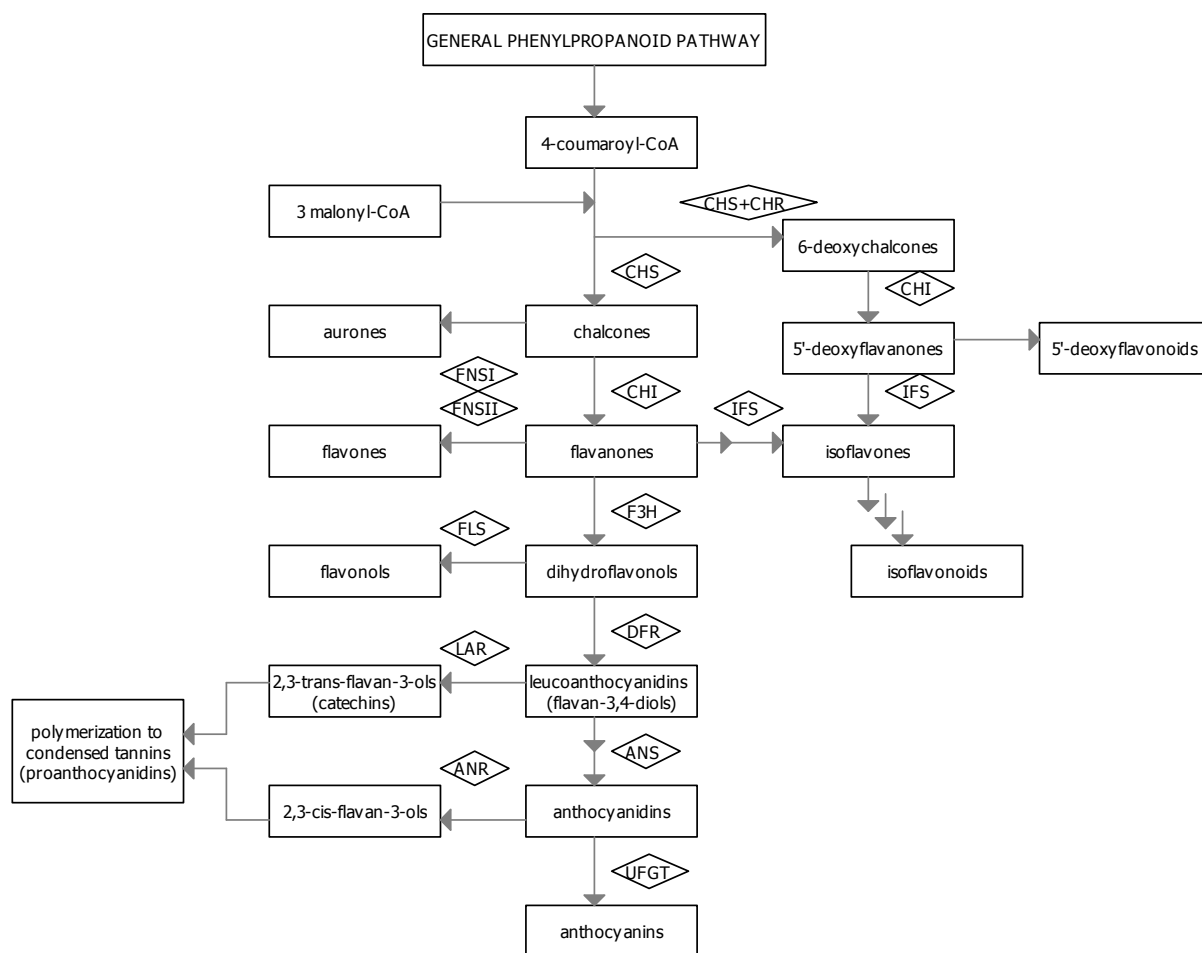 GENERAL PHENYLPROPANOID PATHWAY
4-coumaroyl-CoA
3 malonyl-CoA
CHS+CHR
6-deoxychalcones
CHS
CHI
aurones
chalcones
5'-deoxyflavanones
5'-deoxyflavonoids
FNSI
FNSII
CHI
IFS
IFS
flavones
flavanones
isoflavones
F3H
FLS
flavonols
dihydroflavonols
isoflavonoids
DFR
LAR
2,3-trans-flavan-3-ols
(catechins)
leucoanthocyanidins
(flavan-3,4-diols)
polymerization to
condensed tannins
(proanthocyanidins)
ANS
ANR
2,3-cis-flavan-3-ols
anthocyanidins
UFGT
anthocyanins